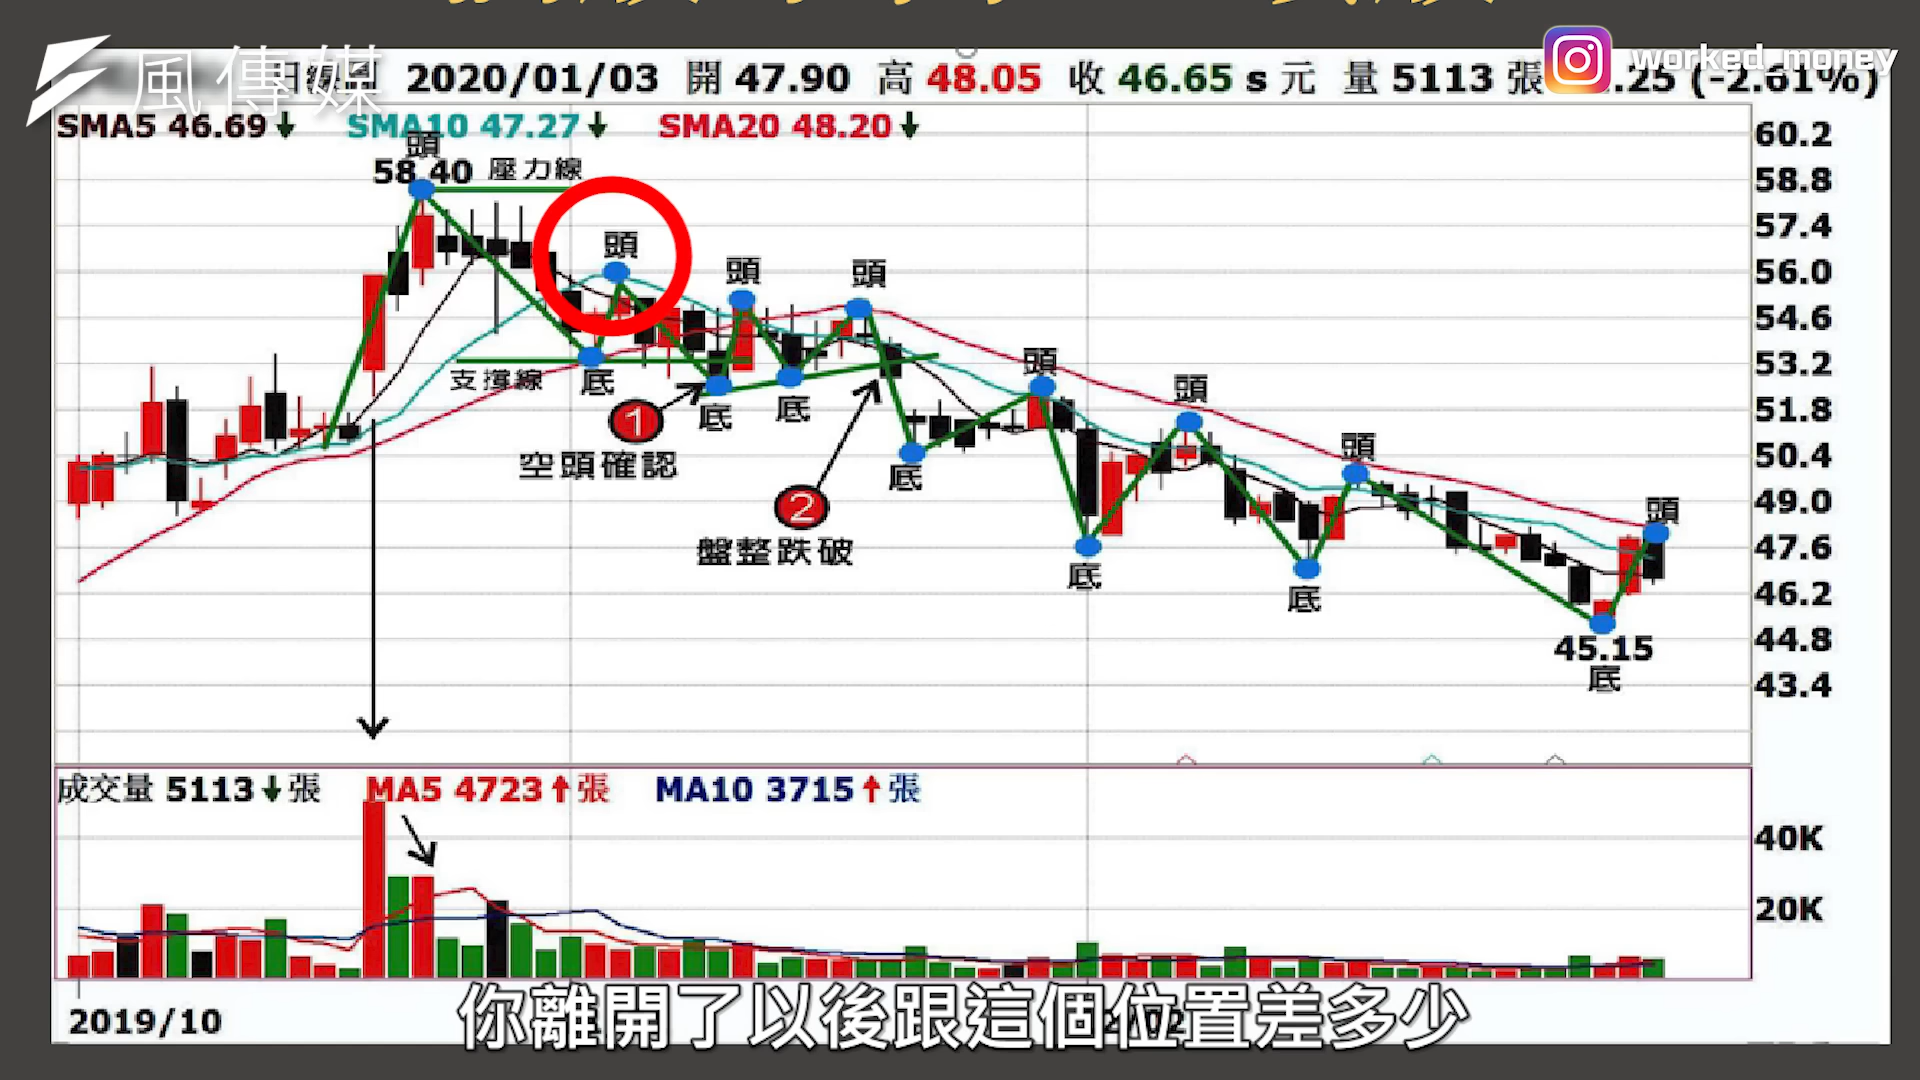 風傳媒
worked_money
2020/01/03 開 47.90 高 48.05 收 46.65 s 元 量 5113 張 .25 (-2.61%)
SMA5 46.69↓ SMA10 47.27↓ SMA20 48.20↓
60.2
58.8
57.4
56.0
54.6
53.2
51.8
50.4
49.0
47.6
46.2
44.8
43.4
頭
58.40 壓力線
頭
頭
頭
支撐線
底
1
空頭確認
底
底
2
盤整跌破
底
頭
底
頭
底
頭
頭
45.15
底
成交量 5113↓張 MA5 4723↑張 MA10 3715↑張
40K
20K
2019/10
你離開了以後跟這個位置差多少